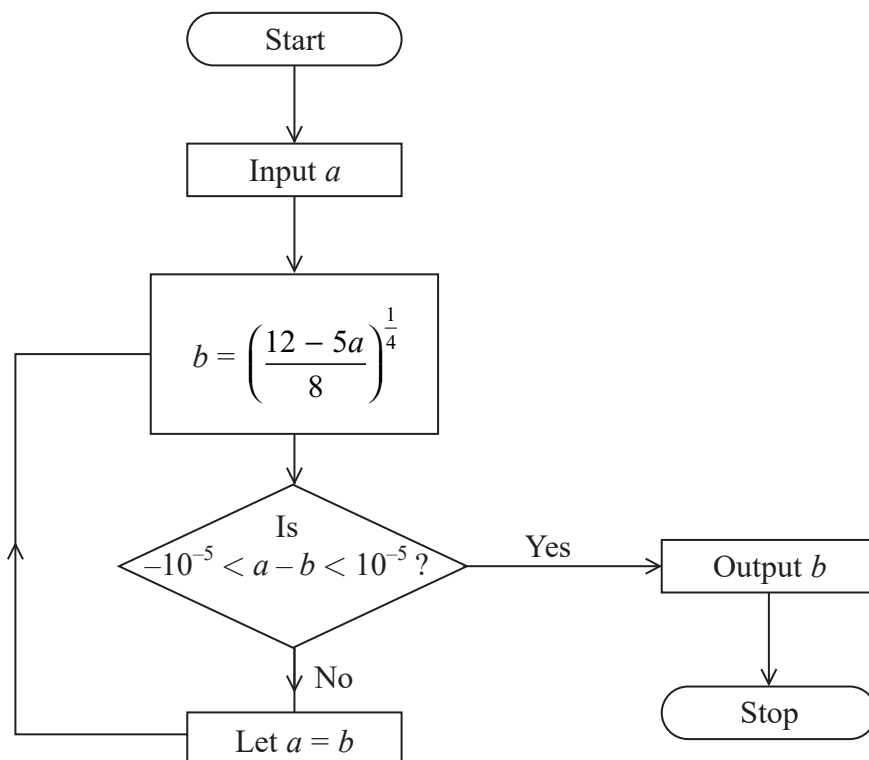 Start
Input a
b = ((12 − 5a)/8)^(1/4)
Is
–10⁻⁵ < a – b < 10⁻⁵ ?
Yes
Output b
No
Let a = b
Stop